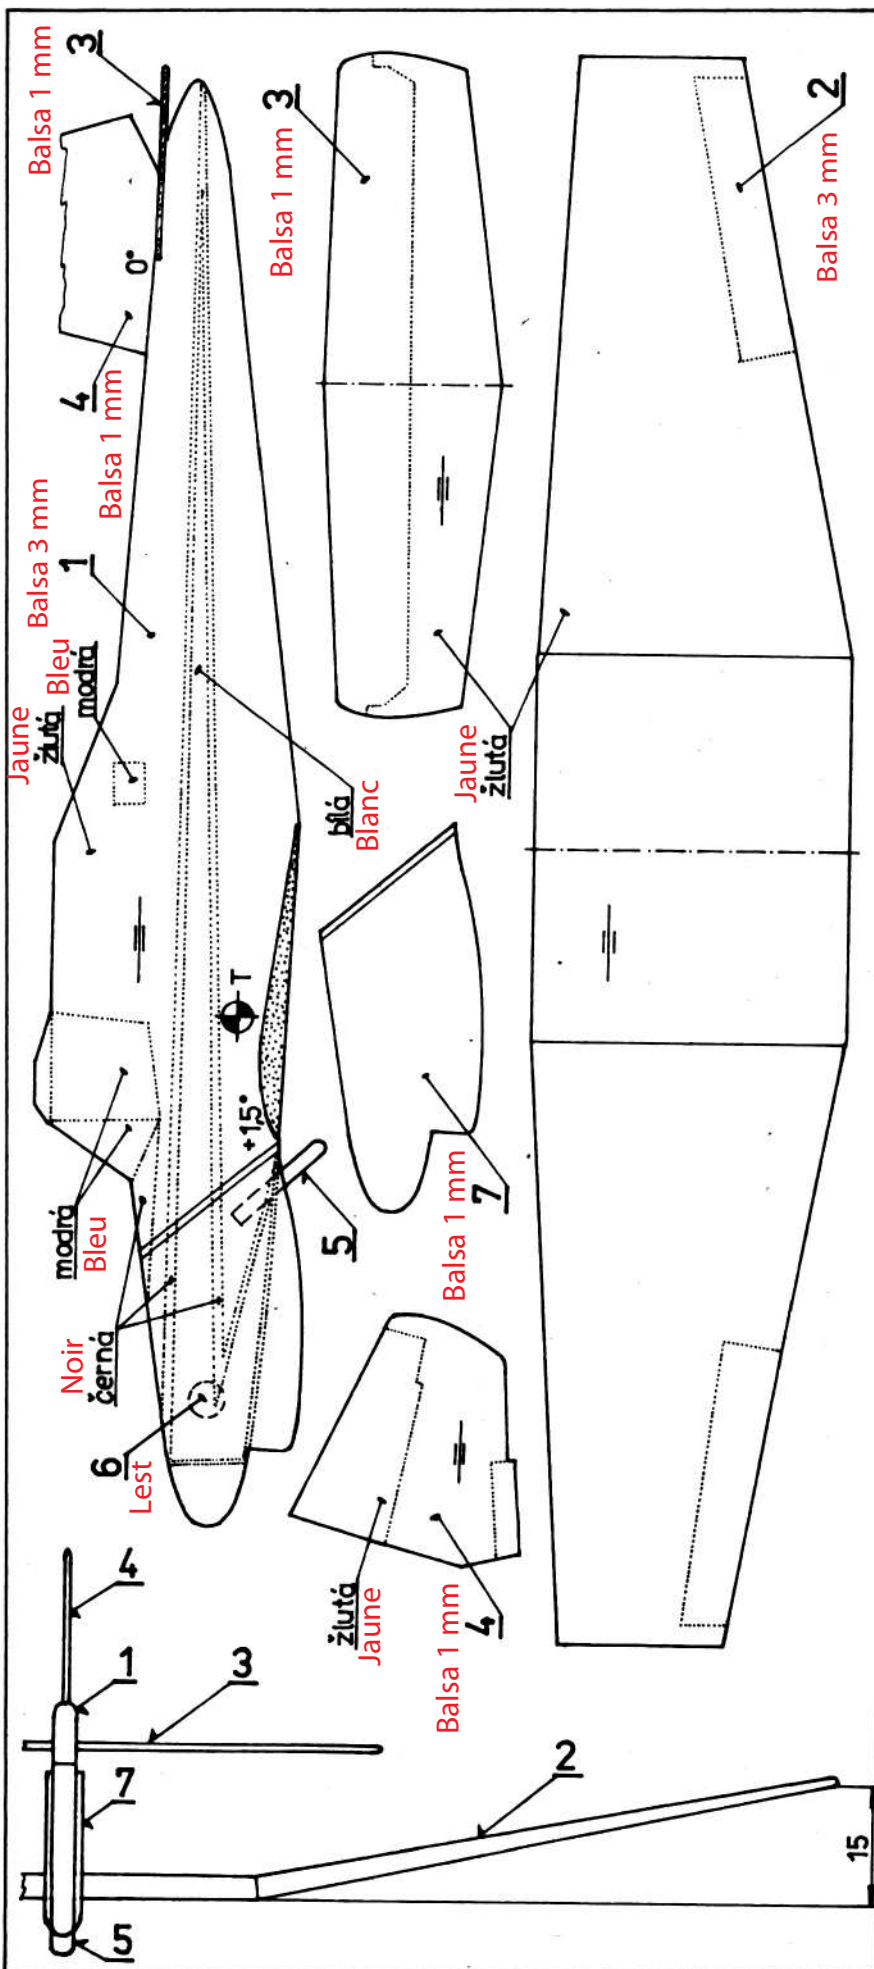 Balsa 1 mm
3
0°
4
Balsa 1 mm
Balsa 3 mm
1
Jaune
žlutá
Bleu
modrá
bílá
Blanc
T
+1,5°
5
modrá
Bleu
Noir
černá
6
Lest
3
Balsa 1 mm
Jaune
žlutá
2
Balsa 3 mm
7
Balsa 1 mm
žlutá
Jaune
4
Balsa 1 mm
4
1
3
7
5
2
15